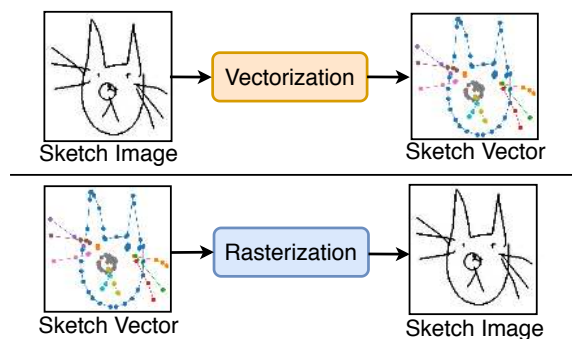 Vectorization
Sketch Image
Sketch Vector
Rasterization
Sketch Vector
Sketch Image